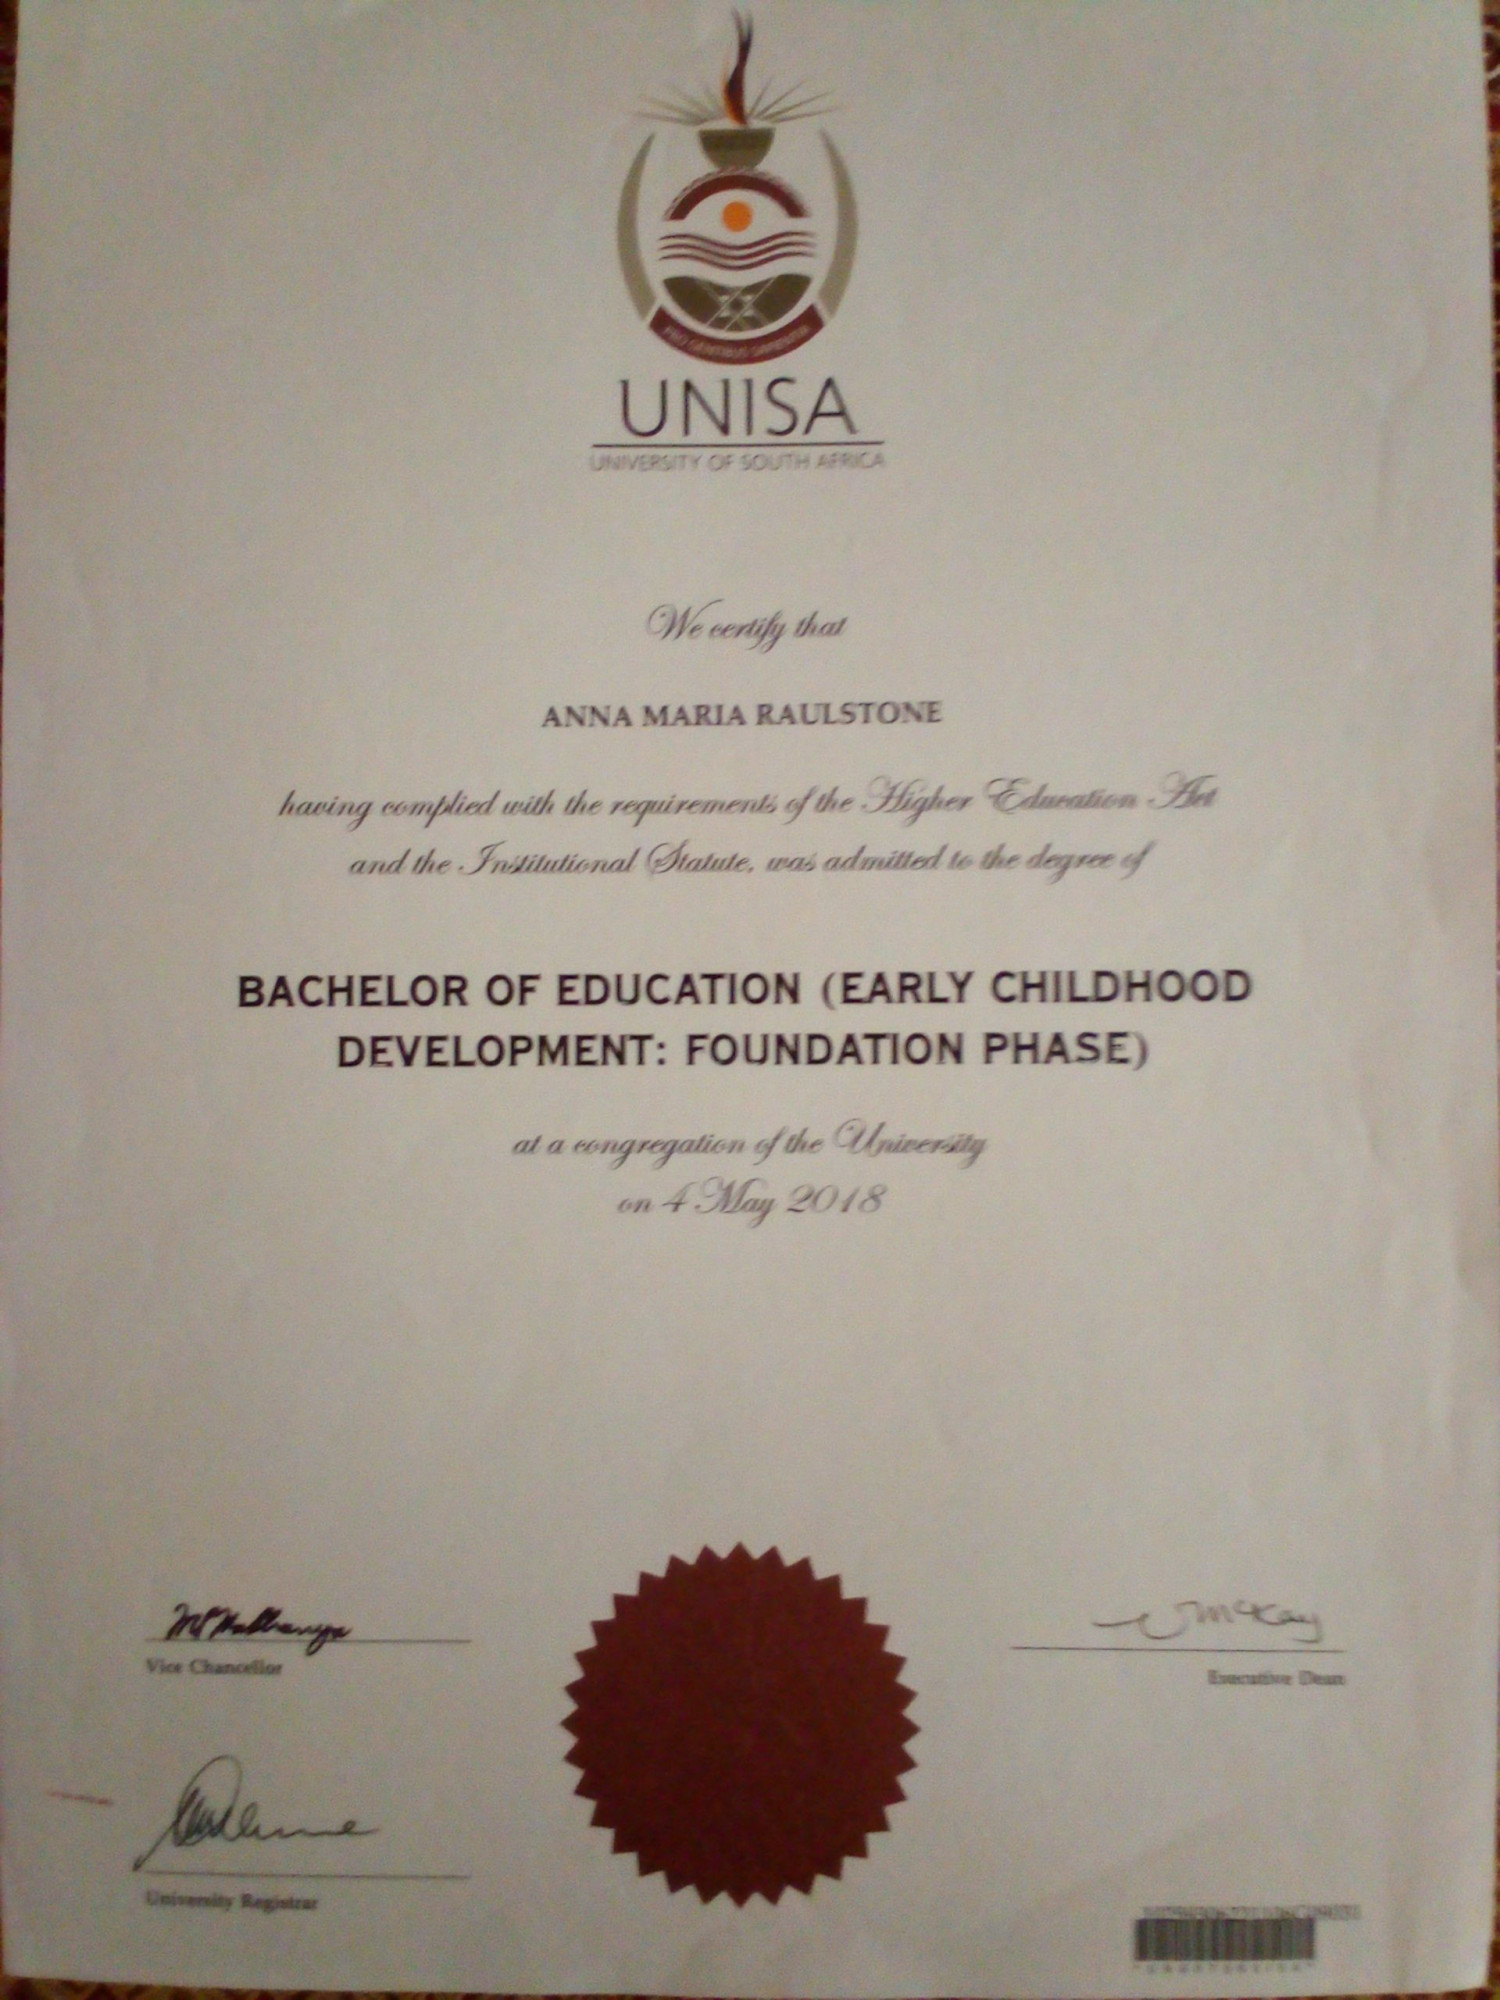 UNISA
UNIVERSITY OF SOUTH AFRICA
We certify that
ANNA MARIA RAULSTONE
having complied with the requirements of the Higher Education Act
and the Institutional Statute, was admitted to the degree of
BACHELOR OF EDUCATION (EARLY CHILDHOOD
DEVELOPMENT: FOUNDATION PHASE)
at a congregation of the University
on 4 May 2018
Vice Chancellor
McKay
Executive Dean
University Registrar